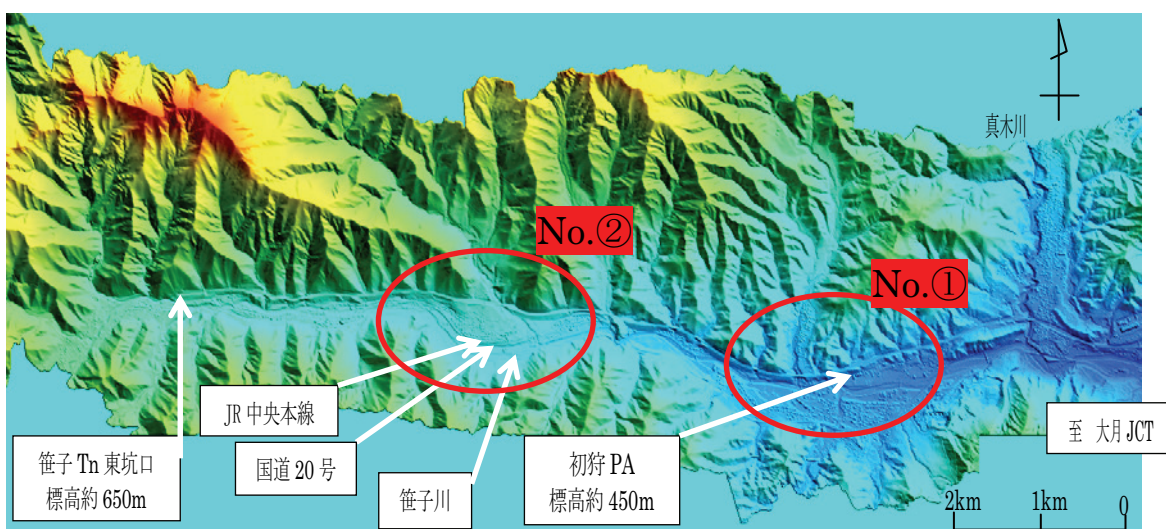 真木川
No.②
No.①
JR 中央本線
国道 20 号
笹子川
笹子 Tn 東坑口
標高約 650m
初狩 PA
標高約 450m
至 大月 JCT
2km 1km 0